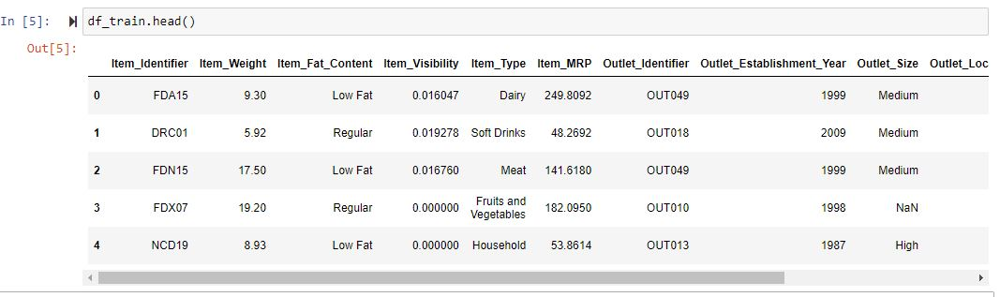 In [5]: df_train.head()
Out[5]:
Item_Identifier Item_Weight Item_Fat_Content Item_Visibility Item_Type Item_MRP Outlet_Identifier Outlet_Establishment_Year Outlet_Size Outlet_Loc
0 FDA15 9.30 Low Fat 0.016047 Dairy 249.8092 OUT049 1999 Medium
1 DRC01 5.92 Regular 0.019278 Soft Drinks 48.2692 OUT018 2009 Medium
2 FDN15 17.50 Low Fat 0.016760 Meat 141.6180 OUT049 1999 Medium
3 FDX07 19.20 Regular 0.000000 Fruits and Vegetables 182.0950 OUT010 1998 NaN
4 NCD19 8.93 Low Fat 0.000000 Household 53.8614 OUT013 1987 High